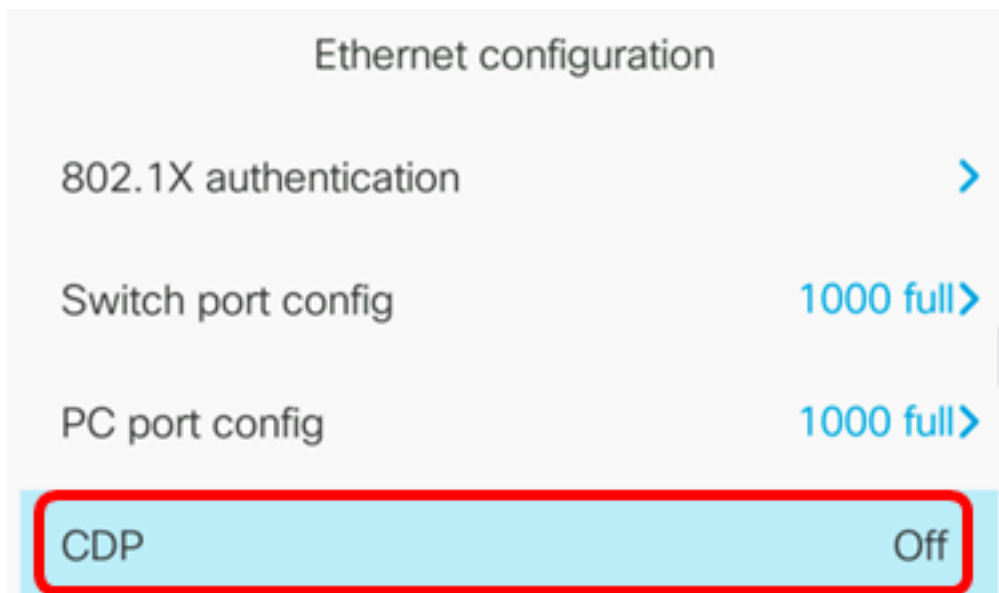 Ethernet configuration
802.1X authentication
Switch port config 1000 full
PC port config 1000 full
CDP Off